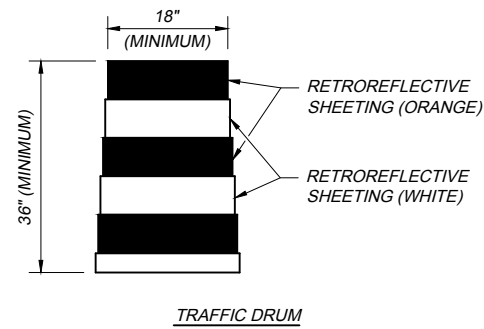 18"
(MINIMUM)
36" (MINIMUM)
RETROREFLECTIVE
SHEETING (ORANGE)
RETROREFLECTIVE
SHEETING (WHITE)
TRAFFIC DRUM